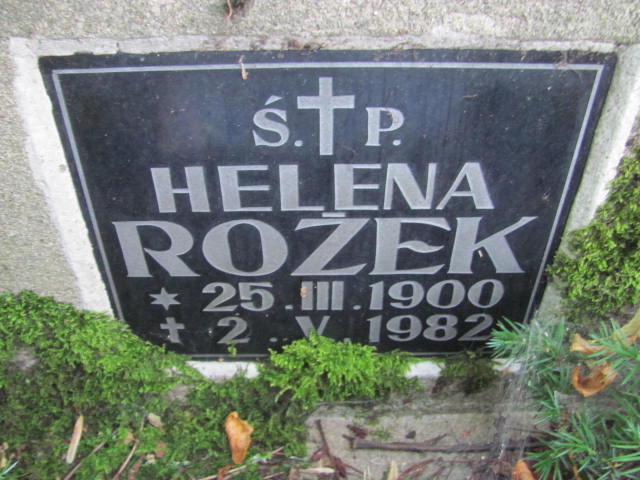 Ś. † P.
HELENA
ROŻEK
* 25. III. 1900
† 2. V. 1982